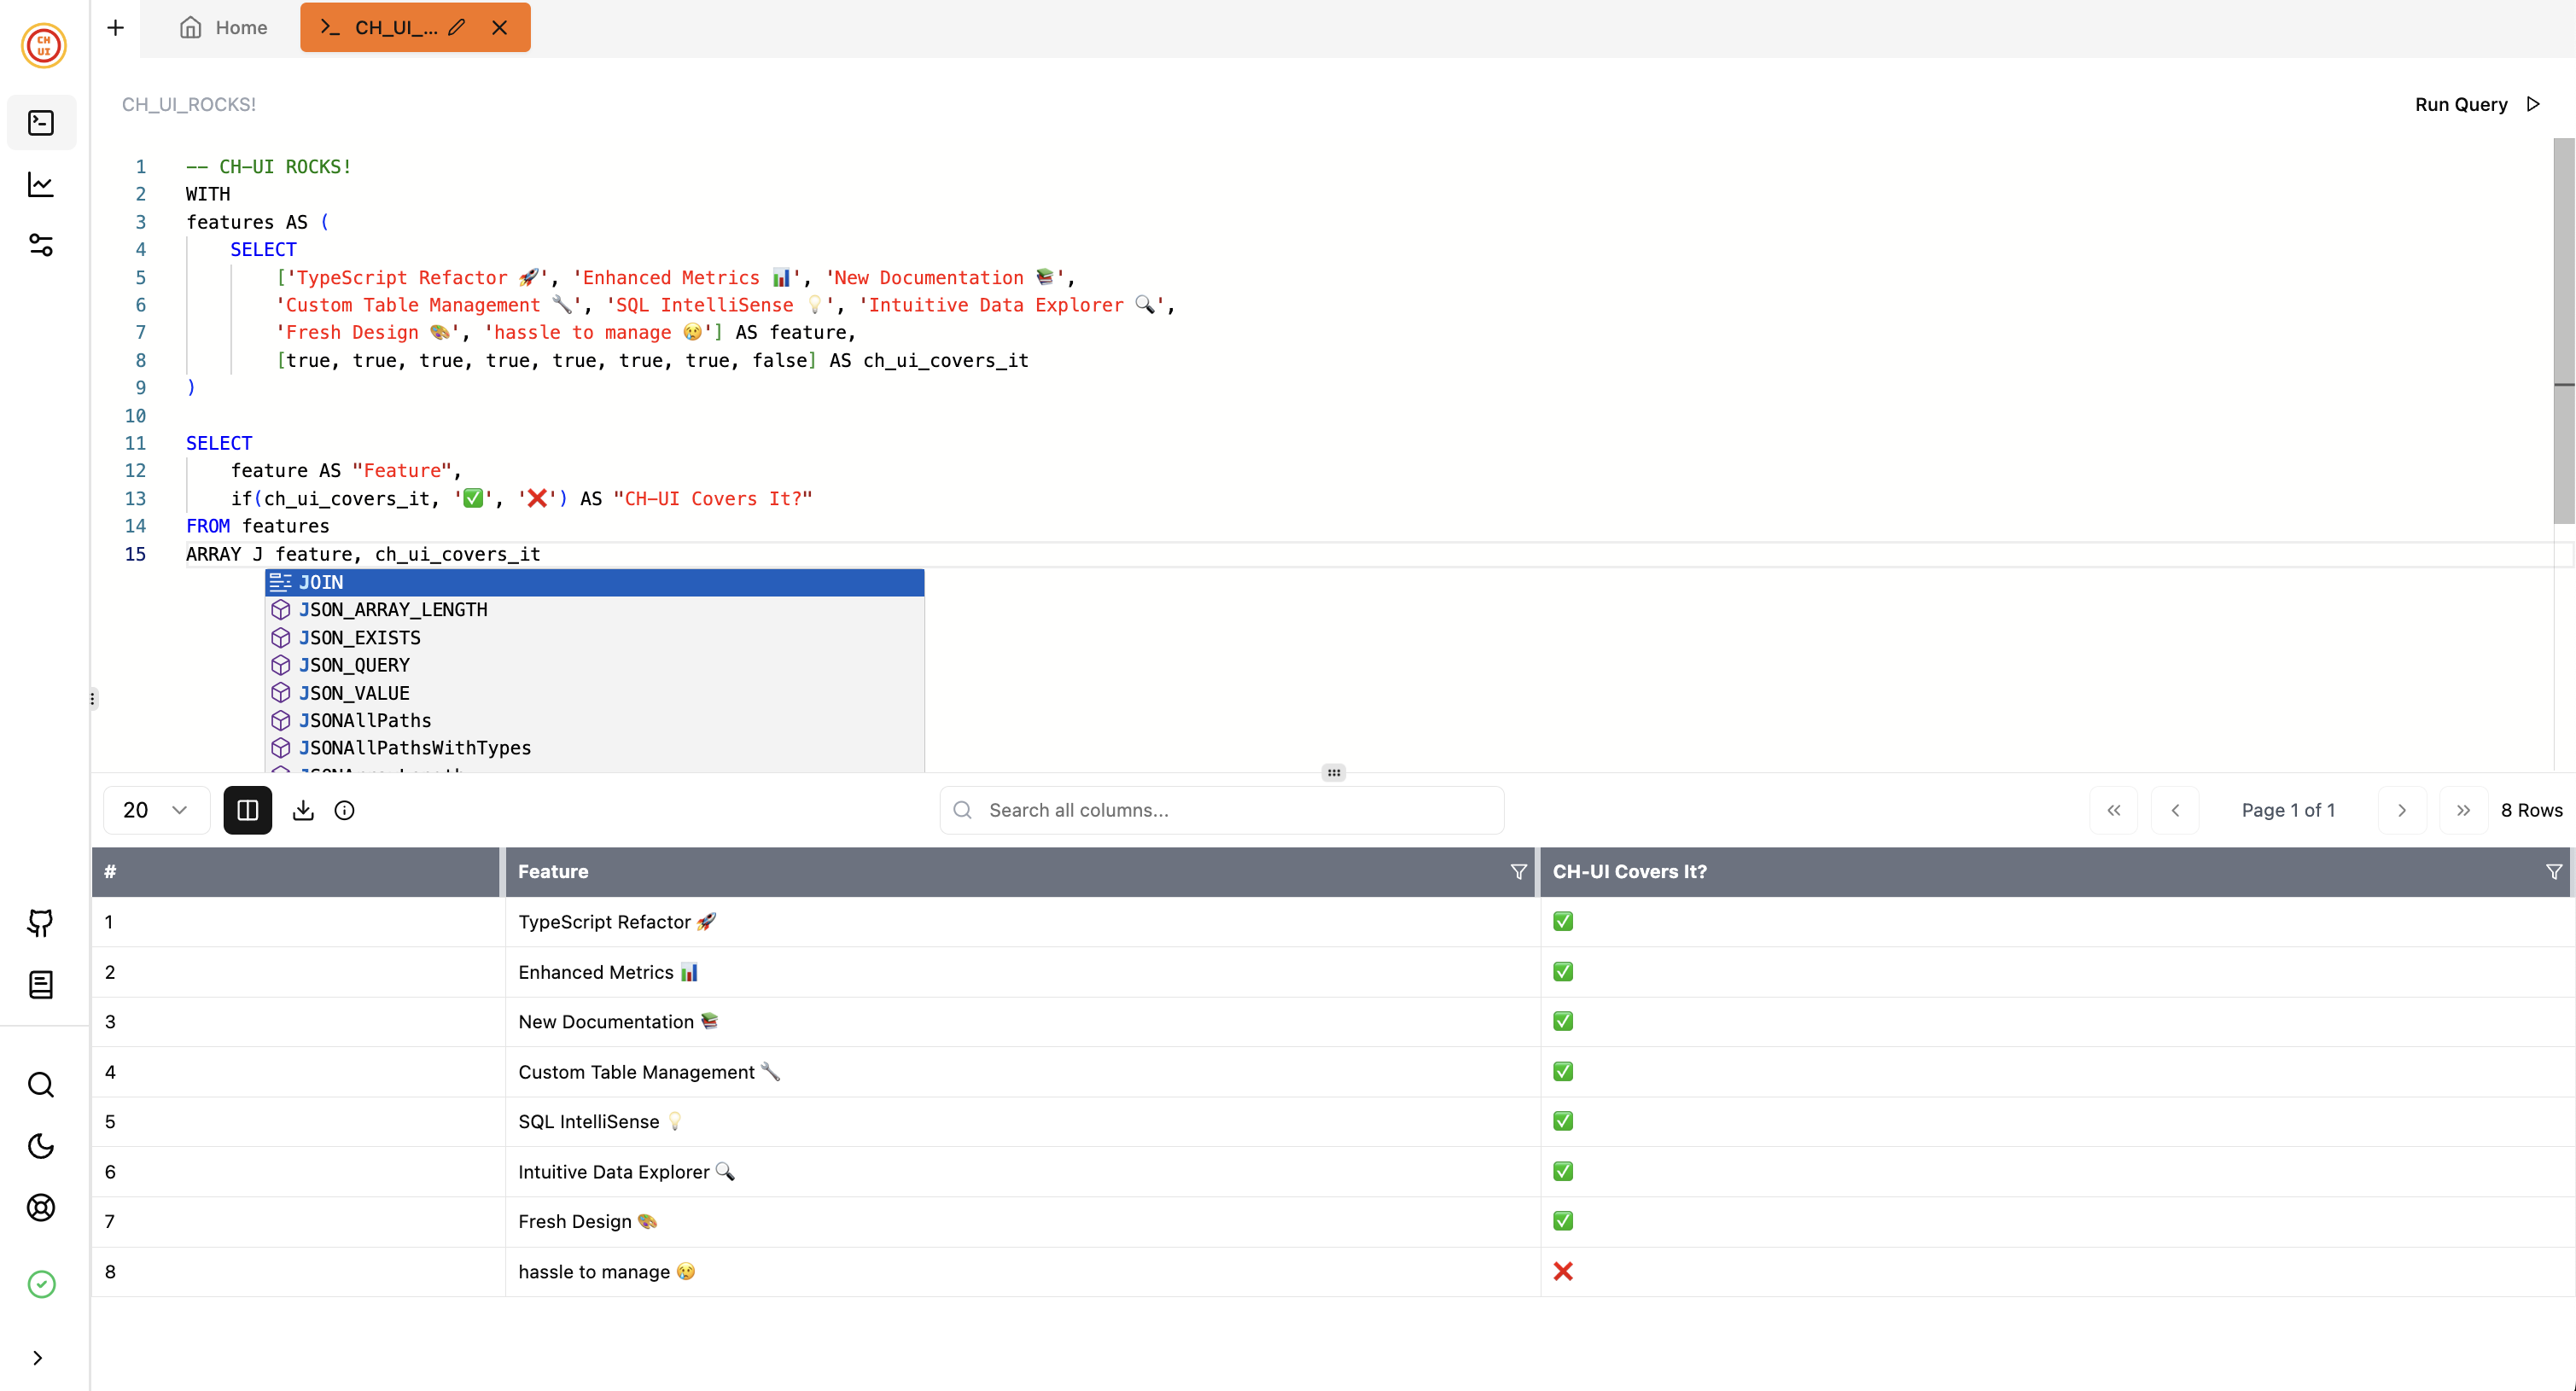 CH
UI
Home
CH_UI_...
CH_UI_ROCKS!
Run Query
1 -- CH-UI ROCKS!
2 WITH
3 features AS (
4 SELECT
5 ['TypeScript Refactor 🚀', 'Enhanced Metrics 📊', 'New Documentation 📚',
6 'Custom Table Management 🔧', 'SQL IntelliSense 💡', 'Intuitive Data Explorer 🔍',
7 'Fresh Design 🎨', 'hassle to manage 😢'] AS feature,
8 [true, true, true, true, true, true, true, false] AS ch_ui_covers_it
9 )
10
11 SELECT
12 feature AS "Feature",
13 if(ch_ui_covers_it, '✅', '❌') AS "CH-UI Covers It?"
14 FROM features
15 ARRAY J feature, ch_ui_covers_it
JOIN
JSON_ARRAY_LENGTH
JSON_EXISTS
JSON_QUERY
JSON_VALUE
JSONAllPaths
JSONAllPathsWithTypes
20
Search all columns...
Page 1 of 1
8 Rows
# Feature CH-UI Covers It?
1 TypeScript Refactor 🚀 ✅
2 Enhanced Metrics 📊 ✅
3 New Documentation 📚 ✅
4 Custom Table Management 🔧 ✅
5 SQL IntelliSense 💡 ✅
6 Intuitive Data Explorer 🔍 ✅
7 Fresh Design 🎨 ✅
8 hassle to manage 😢 ❌